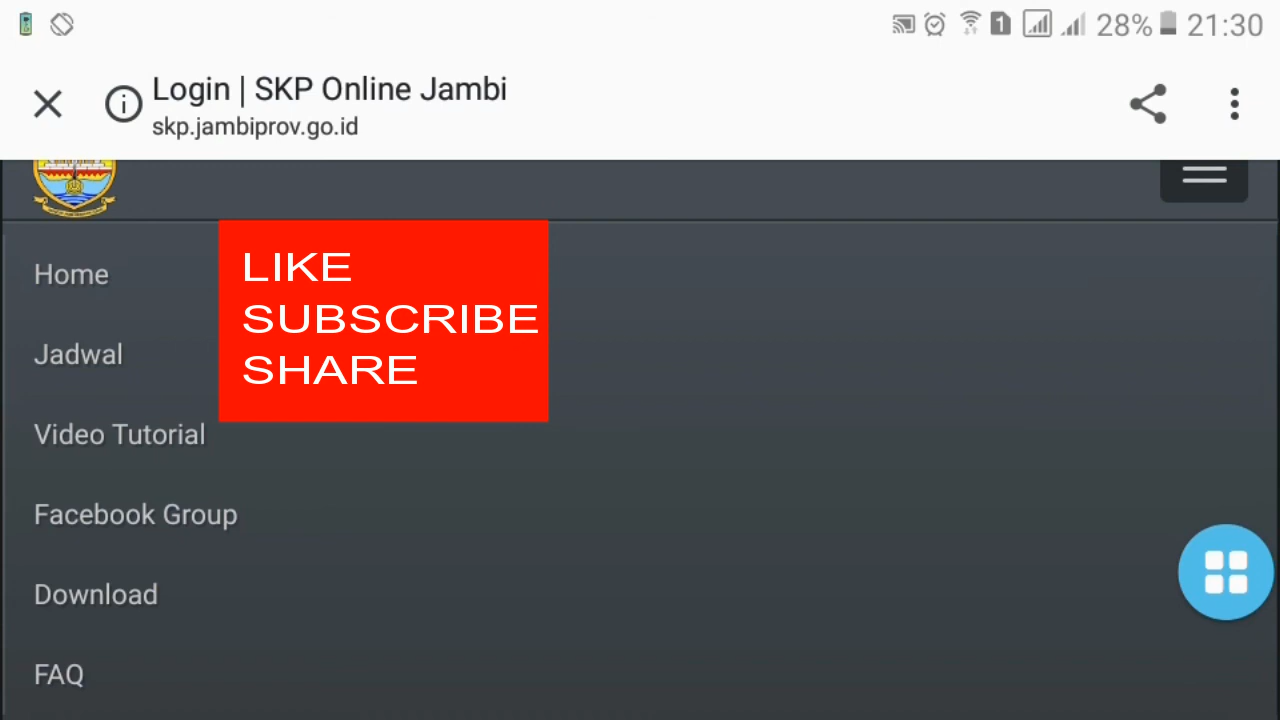 1 28% 21:30
Login | SKP Online Jambi
skp.jambiprov.go.id
Home
LIKE
SUBSCRIBE
SHARE
Jadwal
Video Tutorial
Facebook Group
Download
FAQ